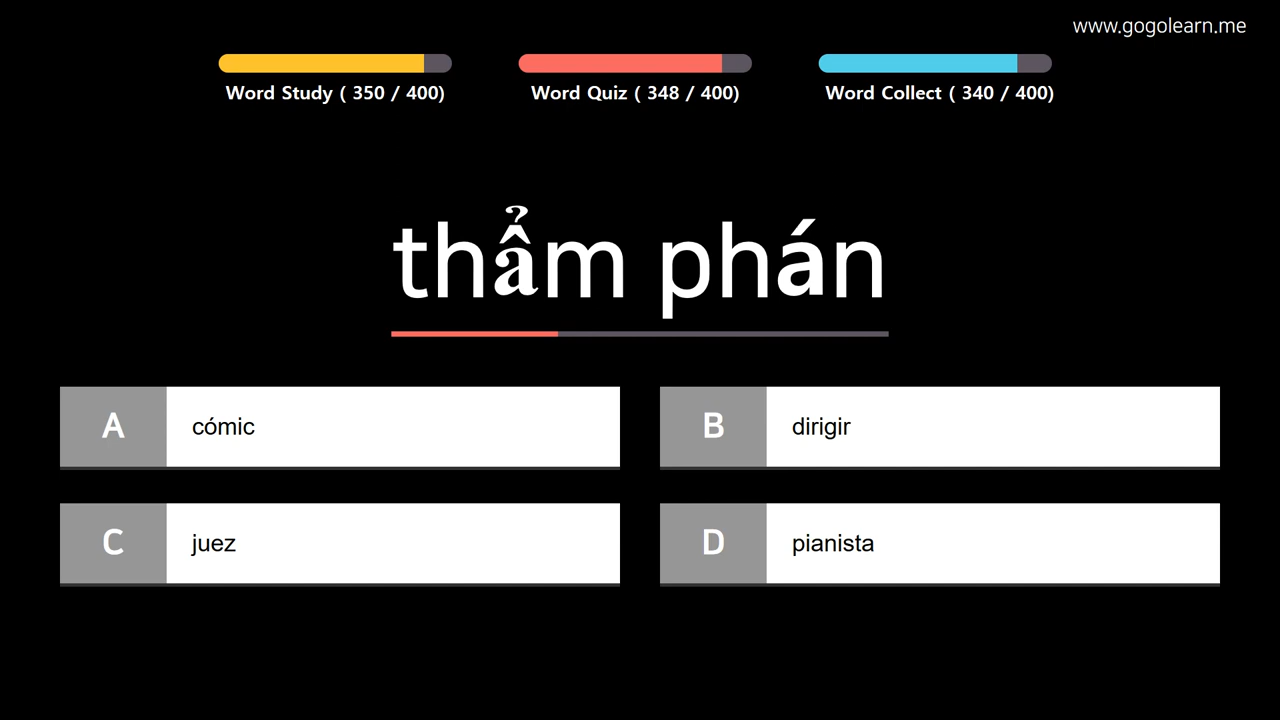 www.gogolearn.me
Word Study ( 350 / 400)
Word Quiz ( 348 / 400)
Word Collect ( 340 / 400)
thẩm phán
A cómic
B dirigir
C juez
D pianista